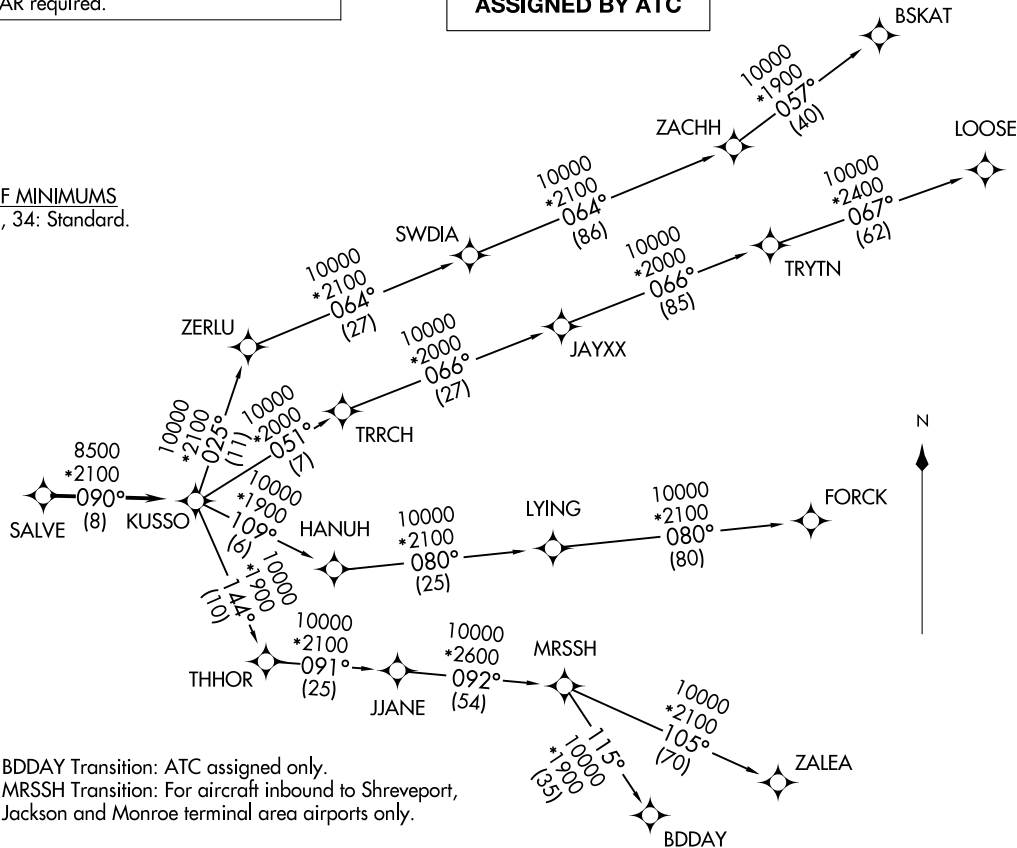 AR required.
ASSIGNED BY ATC
BSKAT
10000
*1900
057°
(40)
ZACHH
LOOSE
F MINIMUMS
, 34: Standard.
10000
*2100
064°
(86)
10000
*2400
067°
(62)
SWDIA
TRYTN
10000
*2100
064°
(27)
10000
*2000
066°
(85)
ZERLU
JAYXX
10000
*2000
066°
(27)
10000
*2100
025°
(11)
10000
*2000
051°
(7)
TRRCH
N
8500
*2100
090°
(8)
SALVE
KUSSO
10000
*1900
109°
(6)
HANUH
10000
*2100
080°
(25)
LYING
10000
*2100
080°
(80)
FORCK
10000
*1900
144°
(10)
THHOR
10000
*2100
091°
(25)
JJANE
10000
*2600
092°
(54)
MRSSH
10000
*2100
105°
(70)
ZALEA
115°
10000
*1900
(35)
BDDAY
BDDAY Transition: ATC assigned only.
MRSSH Transition: For aircraft inbound to Shreveport,
Jackson and Monroe terminal area airports only.